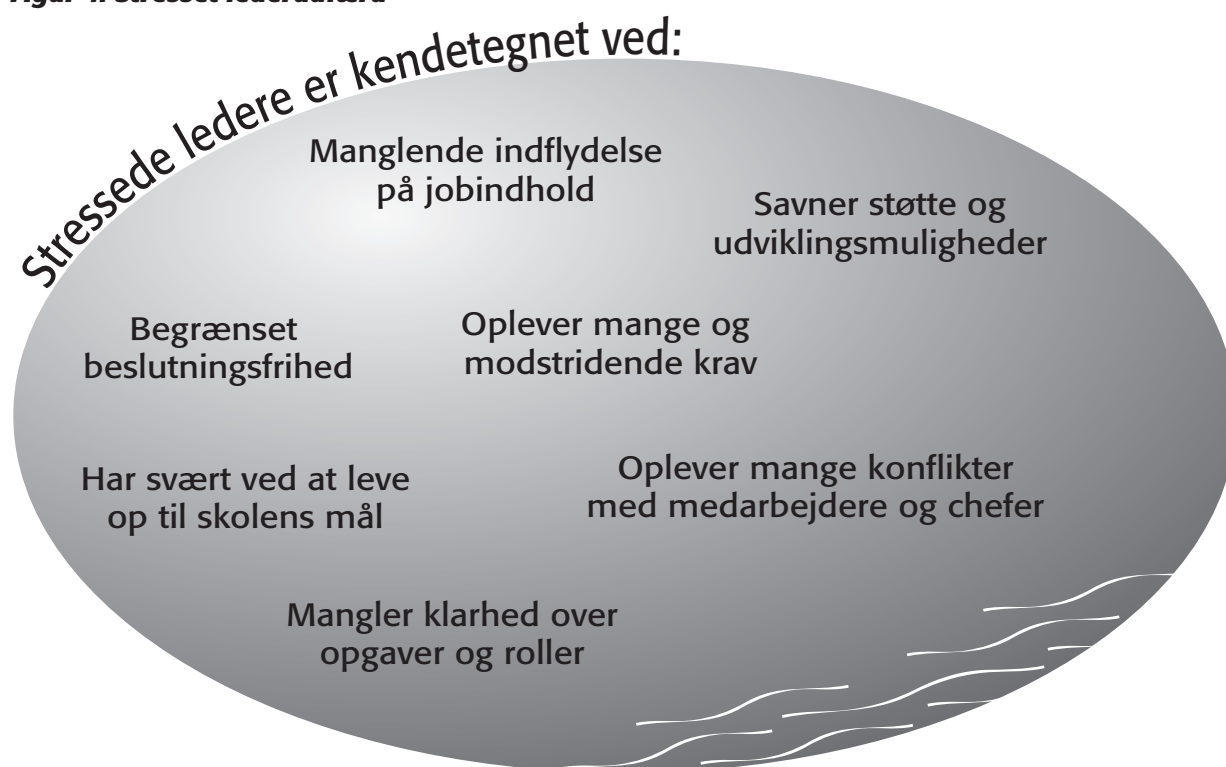 Stressede ledere er kendetegnet ved:
Manglende indflydelse
på jobindhold
Savner støtte og
udviklingsmuligheder
Begrænset
beslutningsfrihed
Oplever mange og
modstridende krav
Har svært ved at leve
op til skolens mål
Oplever mange konflikter
med medarbejdere og chefer
Mangler klarhed over
opgaver og roller